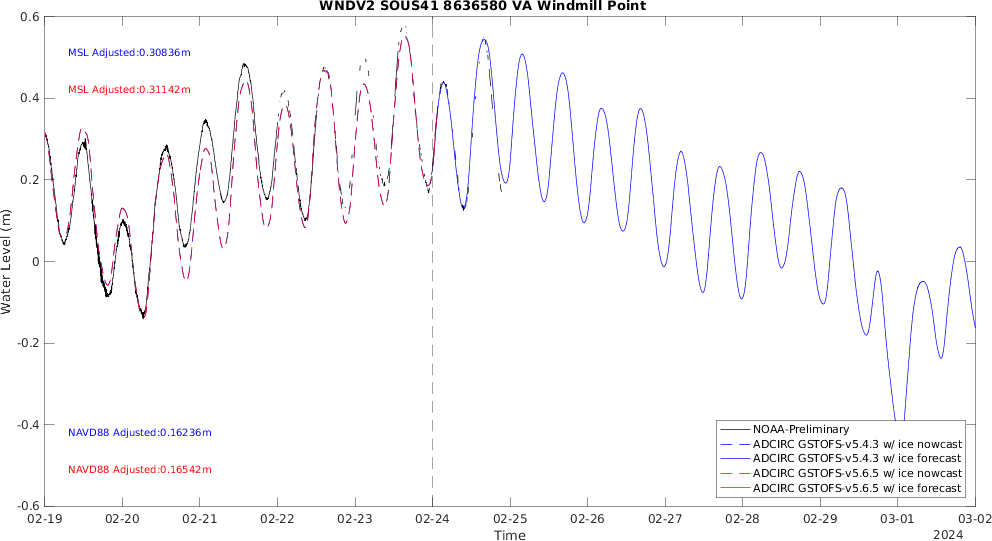 WNDV2 SOUS41 8636580 VA Windmill Point
0.6
MSL Adjusted:0.30836m
MSL Adjusted:0.31142m
0.4
0.2
0
Water Level (m)
-0.2
-0.4
NAVD88 Adjusted:0.16236m
NAVD88 Adjusted:0.16542m
-0.6
NOAA-Preliminary
ADCIRC GSTOFS-v5.4.3 w/ ice nowcast
ADCIRC GSTOFS-v5.4.3 w/ ice forecast
ADCIRC GSTOFS-v5.6.5 w/ ice nowcast
ADCIRC GSTOFS-v5.6.5 w/ ice forecast
02-19 02-20 02-21 02-22 02-23 02-24 02-25 02-26 02-27 02-28 02-29 03-01 03-02
Time
2024